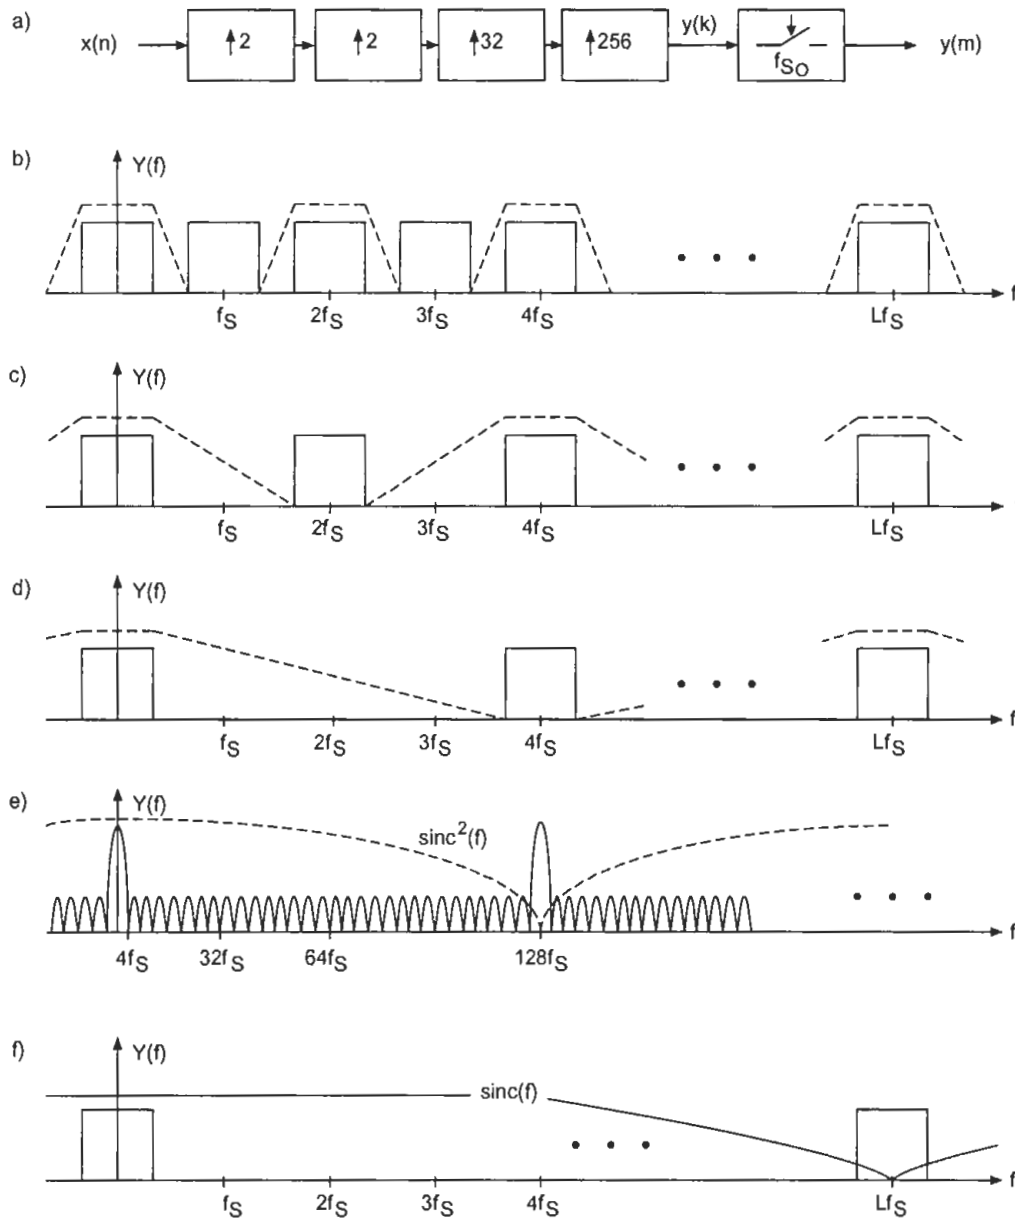 a) x(n) ↑2 ↑2 ↑32 ↑256 y(k) f_SO y(m)
b) Y(f)
f_S 2f_S 3f_S 4f_S Lf_S f
c) Y(f)
f_S 2f_S 3f_S 4f_S Lf_S f
d) Y(f)
f_S 2f_S 3f_S 4f_S Lf_S f
e) Y(f)
sinc²(f)
4f_S 32f_S 64f_S 128f_S f
f) Y(f)
sinc(f)
f_S 2f_S 3f_S 4f_S Lf_S f